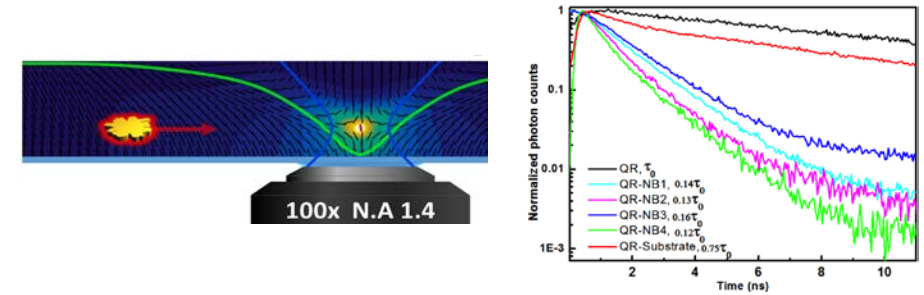 100x N.A 1.4
Normalized photon counts
1
0.1
0.01
1E-3
QR, τ₀
QR-NB1, 0.14τ₀
QR-NB2, 0.13τ₀
QR-NB3, 0.16τ₀
QR-NB4, 0.12τ₀
QR-Substrate, 0.75τ₀
2 4 6 8 10
Time (ns)